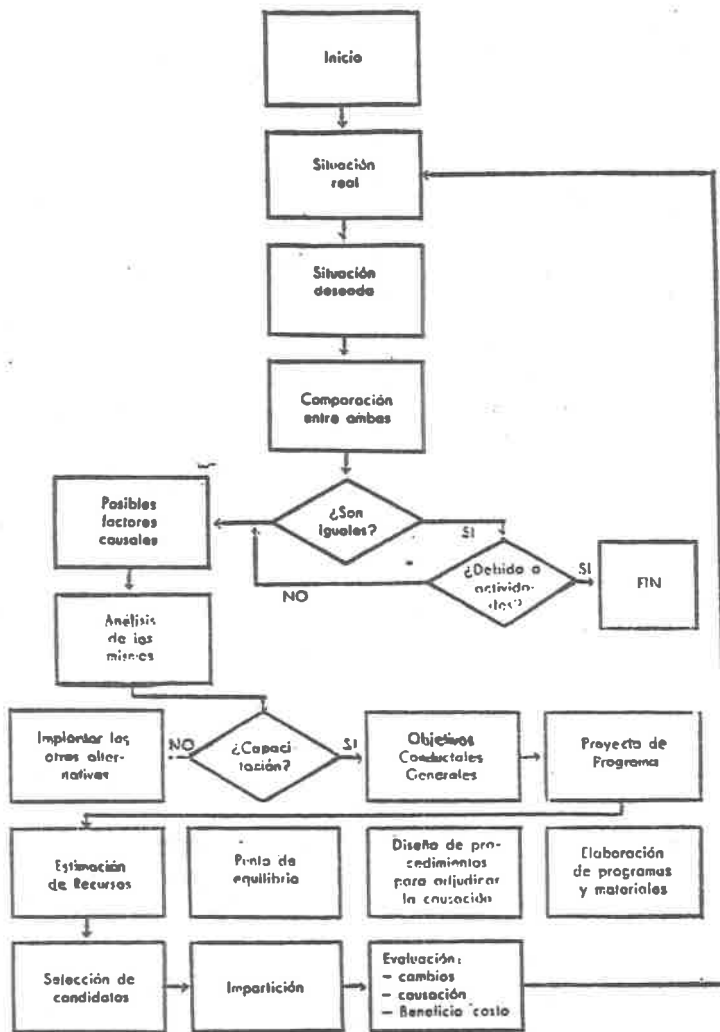 Inicio
Situación
real
Situación
deseada
Comparación
entre ambas
¿Son
iguales?
SI
Posibles
factores
causales
¿Debido a
activida-
des?
SI
FIN
NO
Análisis
de los
mismos
Implantar las
otras alter-
nativas
NO
¿Capaci
tación?
SI
Objetivos
Conductales
Generales
Proyecto de
Programa
Estimación
de Recursos
Punto de
equilibrio
Diseño de pro-
cedimientos
para adjudicar
la causación
Elaboración
de programas
y materiales
Selección de
candidatos
Impartición
Evaluación:
– cambios
– causación
– Beneficio costo